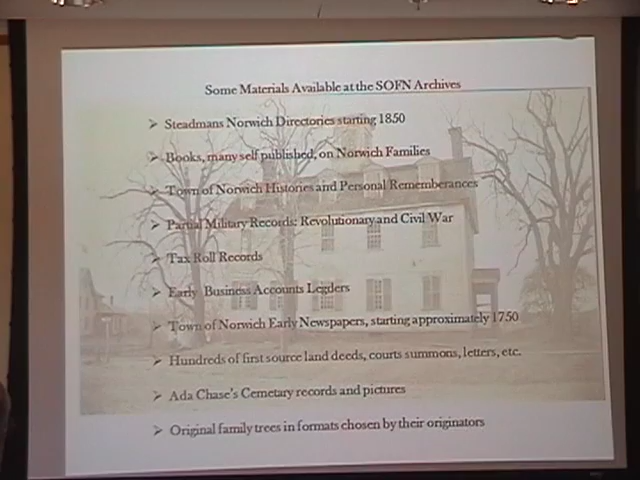 Some Materials Available at the SOFN Archives
➢ Steadmans Norwich Directories starting 1850
➢ Books, many self published, on Norwich Families
➢ Town of Norwich Histories and Personal Rememberances
➢ Partial Military Records: Revolutionary and Civil War
➢ Tax Roll Records
➢ Early Business Accounts Legders
➢ Town of Norwich Early Newspapers, starting approximately 1750
➢ Hundreds of first source land deeds, courts summons, letters, etc.
➢ Ada Chase's Cemetary records and pictures
➢ Original family trees in formats chosen by their originators